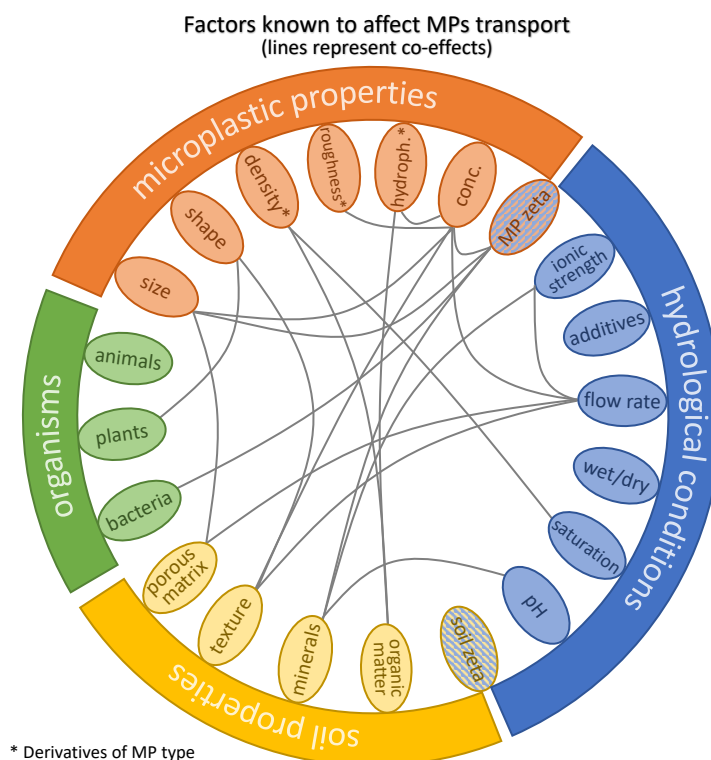 Factors known to affect MPs transport
(lines represent co-effects)
microplastic properties
roughness*
hydroph.*
conc.
density*
MP zeta
shape
size
ionic
strength
additives
flow rate
wet/dry
saturation
pH
hydrological conditions
animals
plants
bacteria
organisms
porous
matrix
texture
minerals
organic
matter
soil zeta
soil properties
* Derivatives of MP type